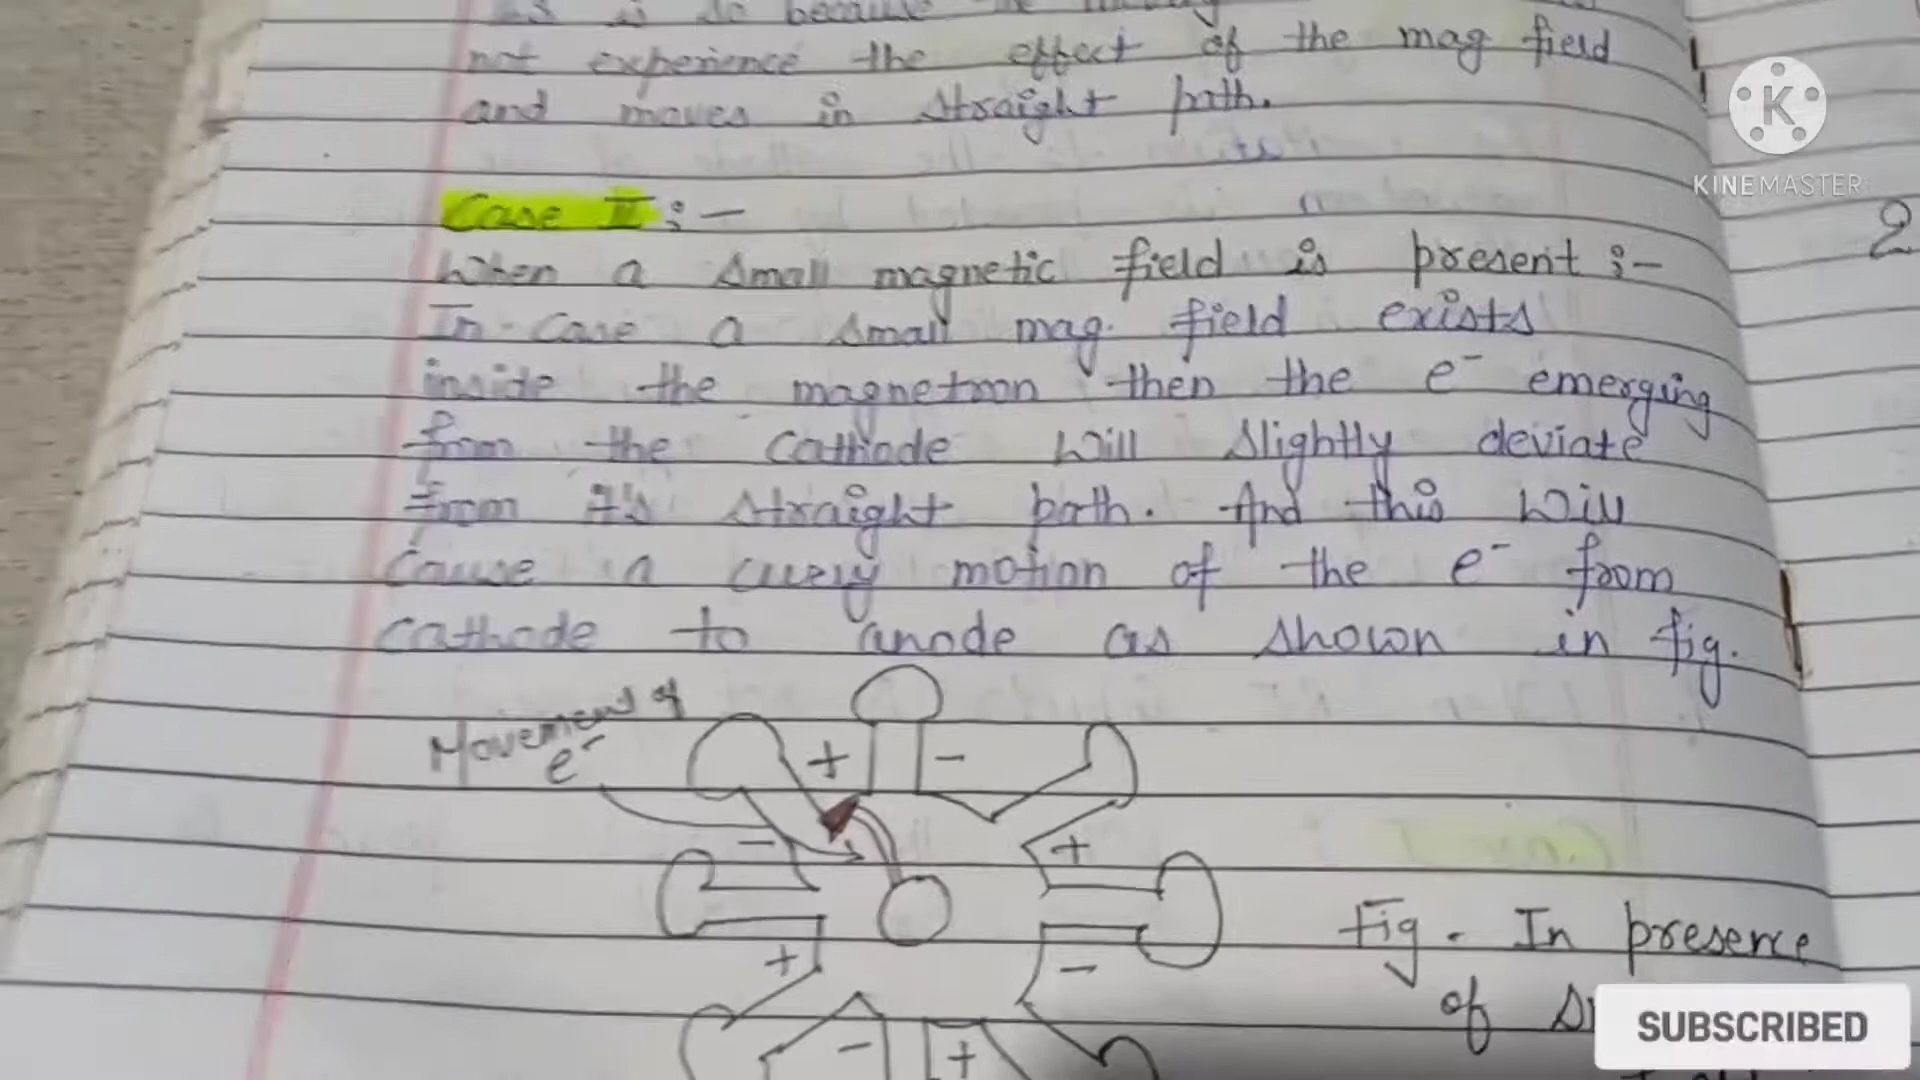 is so because
not experience the effect of the mag field
and moves in straight path.
Case II :-
When a small magnetic field is present :-
In case a small mag. field exists
inside the magnetron then the e⁻ emerging
from the cathode will slightly deviate
from it's straight path. And this will
cause a curvy motion of the e⁻ from
cathode to anode as shown in fig.
Movement of
e⁻
+ -
- +
+ -
- +
Fig. In presence
of
K
KINEMASTER
2
SUBSCRIBED